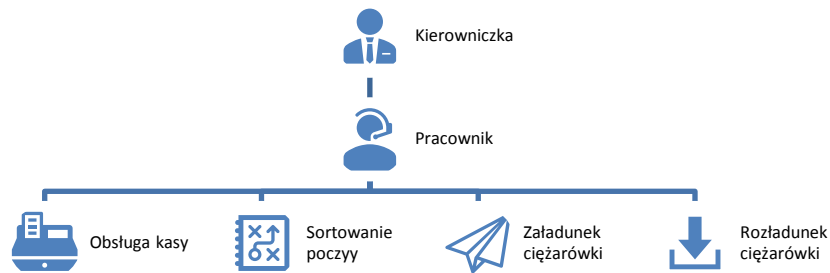 Kierowniczka
Pracownik
Obsługa kasy
Sortowanie
poczyy
Załadunek
ciężarówki
Rozładunek
ciężarówki